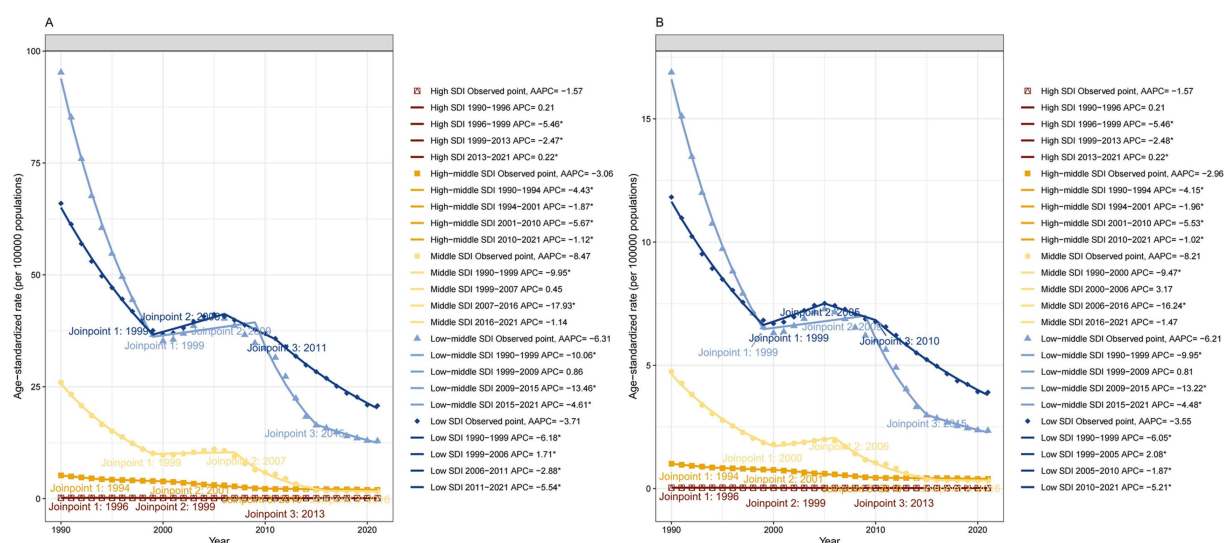 A
Age-standardized rate (per 100000 populations)
100
75
50
25
0
1990
2000
2010
2020
Year
Joinpoint 1: 1999
Joinpoint 1: 1999
Joinpoint 2: 2009
Joinpoint 3: 2011
Joinpoint 3: 2015
Joinpoint 1: 1999
Joinpoint 2: 2007
Joinpoint 1: 1994
Joinpoint 2: 2001
Joinpoint 1: 1996
Joinpoint 2: 1999
Joinpoint 3: 2013
High SDI Observed point, AAPC= −1.57
High SDI 1990−1996 APC= 0.21
High SDI 1996−1999 APC= −5.46*
High SDI 1999−2013 APC= −2.47*
High SDI 2013−2021 APC= 0.22*
High−middle SDI Observed point, AAPC= −3.06
High−middle SDI 1990−1994 APC= −4.43*
High−middle SDI 1994−2001 APC= −1.87*
High−middle SDI 2001−2010 APC= −5.67*
High−middle SDI 2010−2021 APC= −1.12*
Middle SDI Observed point, AAPC= −8.47
Middle SDI 1990−1999 APC= −9.95*
Middle SDI 1999−2007 APC= 0.45
Middle SDI 2007−2016 APC= −17.93*
Middle SDI 2016−2021 APC= −1.14
Low−middle SDI Observed point, AAPC= −6.31
Low−middle SDI 1990−1999 APC= −10.06*
Low−middle SDI 1999−2009 APC= 0.86
Low−middle SDI 2009−2015 APC= −13.46*
Low−middle SDI 2015−2021 APC= −4.61*
Low SDI Observed point, AAPC= −3.71
Low SDI 1990−1999 APC= −6.18*
Low SDI 1999−2006 APC= 1.71*
Low SDI 2006−2011 APC= −2.88*
Low SDI 2011−2021 APC= −5.54*
B
Age-standardized rate (per 100000 populations)
15
10
5
0
1990
2000
2010
2020
Year
Joinpoint 1: 1999
Joinpoint 1: 1999
Joinpoint 3: 2010
Joinpoint 3: 2015
Joinpoint 1: 2000
Joinpoint 2: 2006
Joinpoint 1: 1994
Joinpoint 2: 2001
Joinpoint 1: 1996
Joinpoint 2: 1999
Joinpoint 3: 2013
High SDI Observed point, AAPC= −1.57
High SDI 1990−1996 APC= 0.21
High SDI 1996−1999 APC= −5.46*
High SDI 1999−2013 APC= −2.48*
High SDI 2013−2021 APC= 0.22*
High−middle SDI Observed point, AAPC= −2.96
High−middle SDI 1990−1994 APC= −4.15*
High−middle SDI 1994−2001 APC= −1.96*
High−middle SDI 2001−2010 APC= −5.53*
High−middle SDI 2010−2021 APC= −1.02*
Middle SDI Observed point, AAPC= −8.21
Middle SDI 1990−2000 APC= −9.47*
Middle SDI 2000−2006 APC= 3.17
Middle SDI 2006−2016 APC= −16.24*
Middle SDI 2016−2021 APC= −1.47
Low−middle SDI Observed point, AAPC= −6.21
Low−middle SDI 1990−1999 APC= −9.95*
Low−middle SDI 1999−2009 APC= 0.81
Low−middle SDI 2009−2015 APC= −13.22*
Low−middle SDI 2015−2021 APC= −4.48*
Low SDI Observed point, AAPC= −3.55
Low SDI 1990−1999 APC= −6.05*
Low SDI 1999−2005 APC= 2.08*
Low SDI 2005−2010 APC= −1.87*
Low SDI 2010−2021 APC= −5.21*